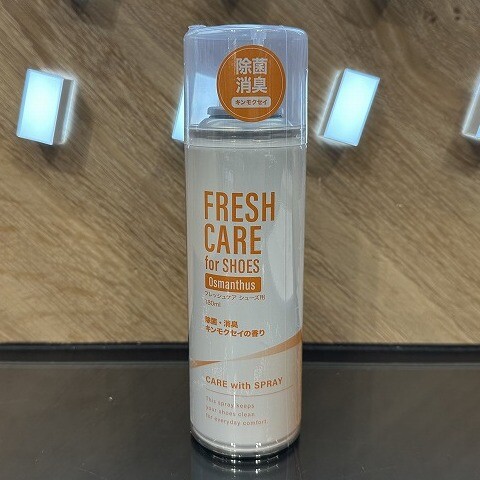 除菌
消臭
キンモクセイ
FRESH
CARE
for SHOES
Osmanthus
フレッシュケア シューズ用
180ml
除菌・消臭
キンモクセイの香り
CARE with SPRAY
This spray keeps
your shoes clean
for everyday comfort.